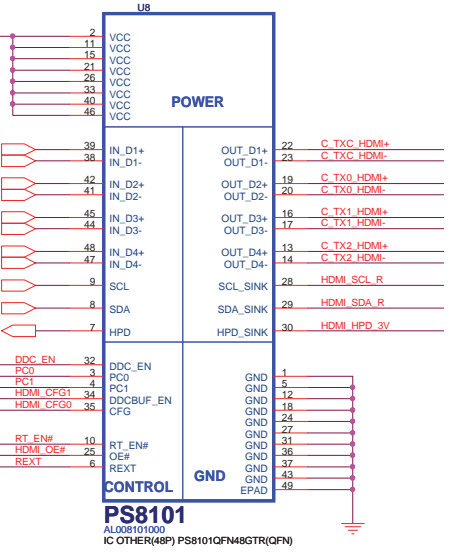 U8
2 VCC
11 VCC
15 VCC
21 VCC
26 VCC
33 VCC
40 VCC
46 VCC
POWER
39 IN_D1+ OUT_D1+ 22 C_TXC_HDMI+
38 IN_D1- OUT_D1- 23 C_TXC_HDMI-
42 IN_D2+ OUT_D2+ 19 C_TX0_HDMI+
41 IN_D2- OUT_D2- 20 C_TX0_HDMI-
45 IN_D3+ OUT_D3+ 16 C_TX1_HDMI+
44 IN_D3- OUT_D3- 17 C_TX1_HDMI-
48 IN_D4+ OUT_D4+ 13 C_TX2_HDMI+
47 IN_D4- OUT_D4- 14 C_TX2_HDMI-
9 SCL SCL_SINK 28 HDMI_SCL_R
8 SDA SDA_SINK 29 HDMI_SDA_R
7 HPD HPD_SINK 30 HDMI_HPD_3V
DDC_EN 32 DDC_EN
PC0 3 PC0
PC1 4 PC1
HDMI_CFG1 34 DDCBUF_EN
HDMI_CFG0 35 CFG
RT_EN# 10 RT_EN#
HDMI_OE# 25 OE#
REXT 6 REXT
CONTROL
GND 1
GND 5
GND 12
GND 18
GND 24
GND 27
GND 31
GND 36
GND 37
GND 43
EPAD 49
GND
PS8101
AL008101000
IC OTHER(48P) PS8101QFN48GTR(QFN)